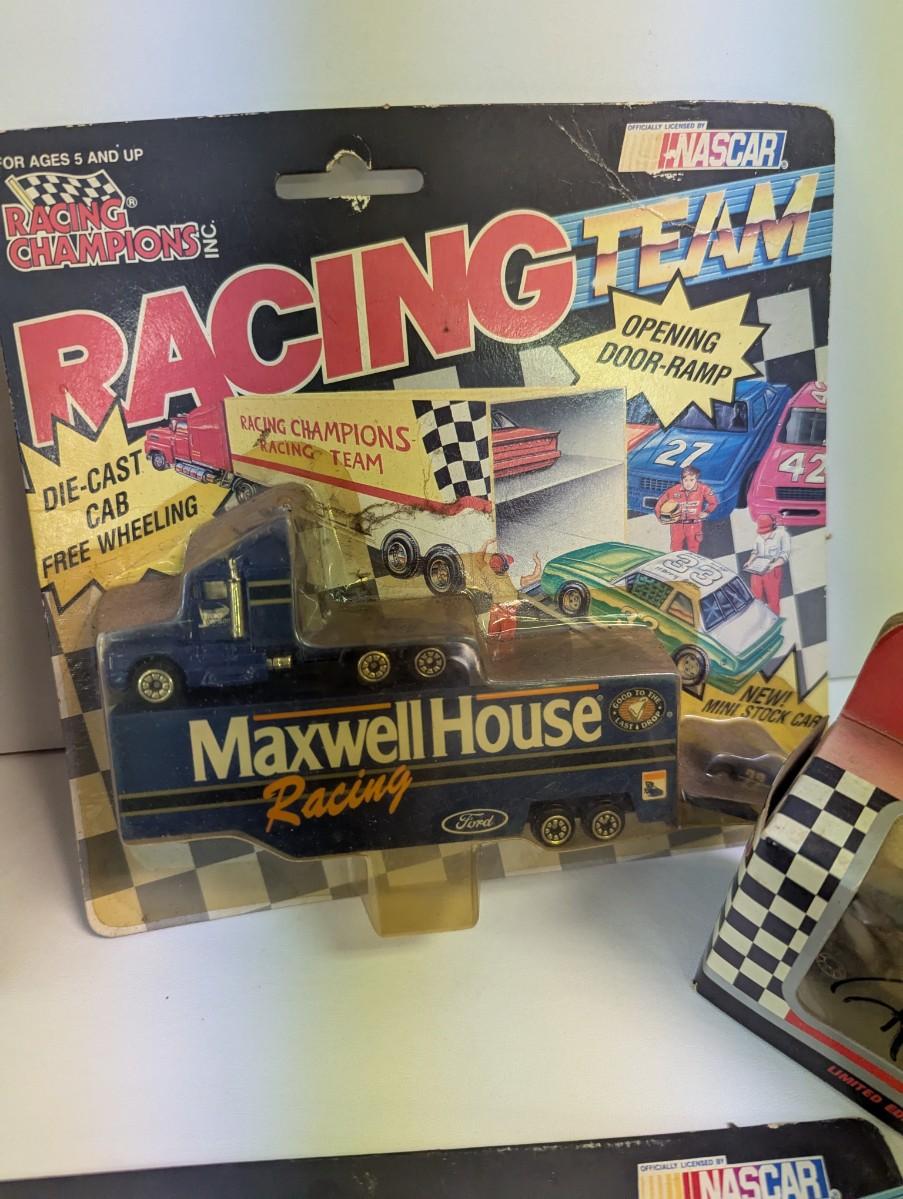 FOR AGES 5 AND UP
RACING®
CHAMPIONS INC.
OFFICIALLY LICENSED BY
NASCAR®
RACING TEAM
OPENING
DOOR-RAMP
DIE-CAST
CAB
FREE WHEELING
RACING CHAMPIONS
RACING TEAM
27
42
33
NEW!
MINI STOCK CAR
Maxwell House®
Racing
GOOD TO THE
LAST DROP
Ford
22
LIMITED
OFFICIALLY LICENSED BY
NASCAR